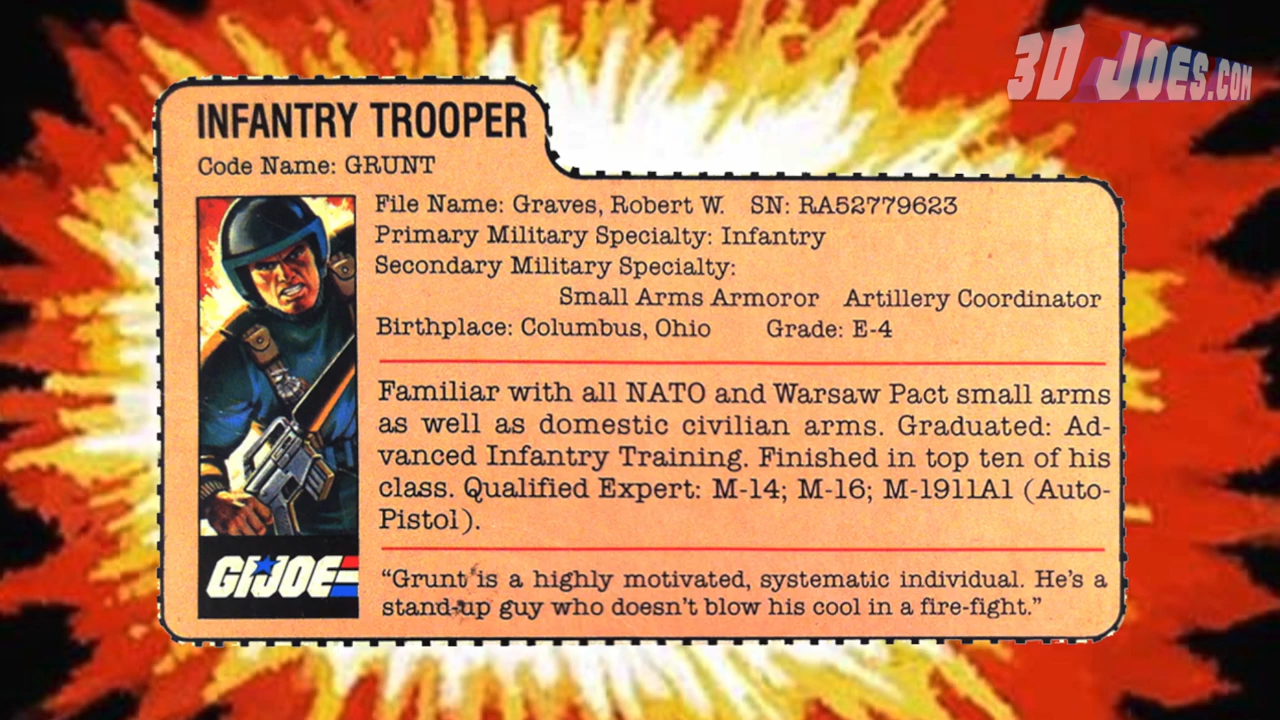 3D JOES.COM
INFANTRY TROOPER
Code Name: GRUNT
File Name: Graves, Robert W. SN: RA52779623
Primary Military Specialty: Infantry
Secondary Military Specialty:
Small Arms Armoror Artillery Coordinator
Birthplace: Columbus, Ohio Grade: E-4
Familiar with all NATO and Warsaw Pact small arms
as well as domestic civilian arms. Graduated: Ad-
vanced Infantry Training. Finished in top ten of his
class. Qualified Expert: M-14; M-16; M-1911A1 (Auto-
Pistol).
GI JOE
“Grunt is a highly motivated, systematic individual. He’s a
stand-up guy who doesn’t blow his cool in a fire-fight.”